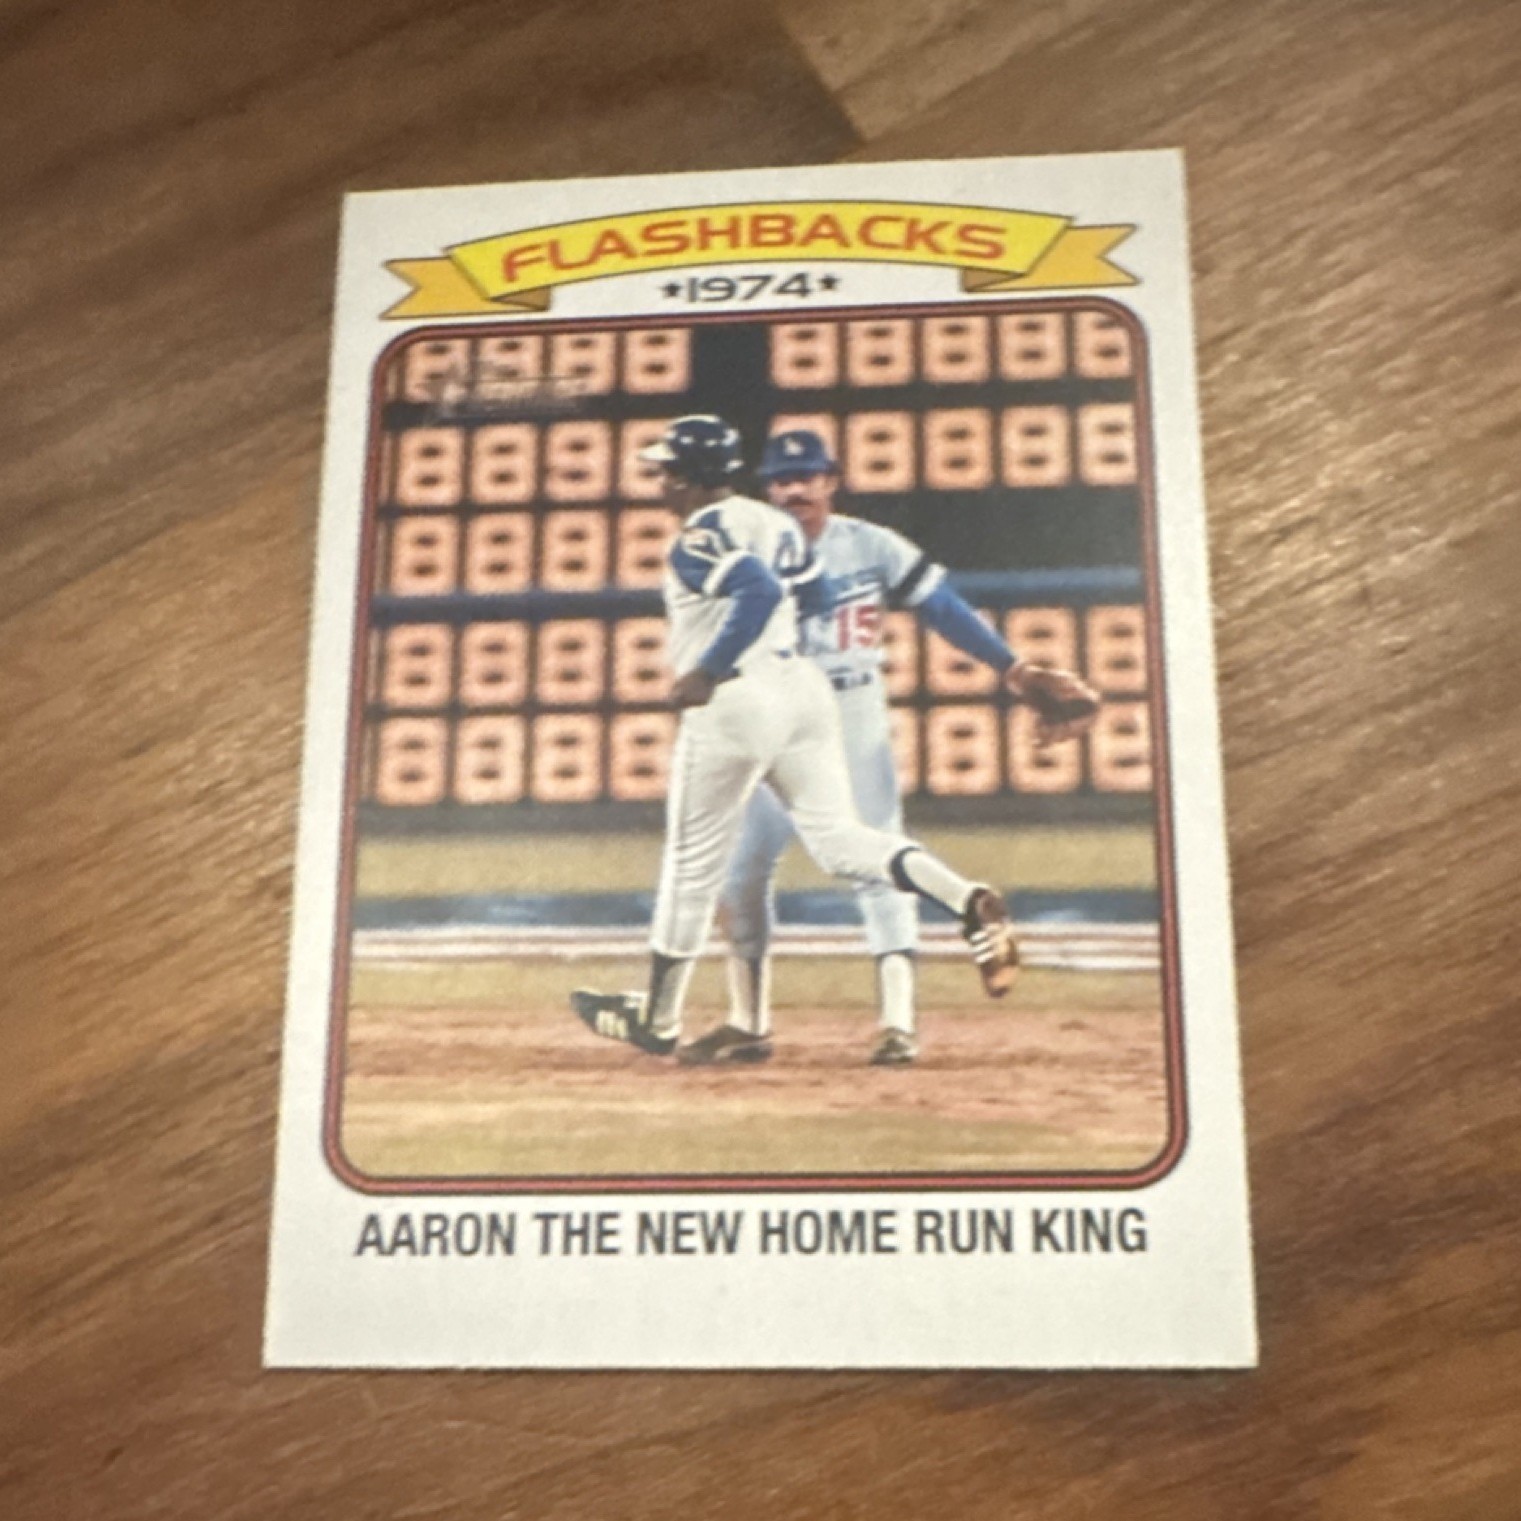 FLASHBACKS
★1974★
15
AARON THE NEW HOME RUN KING